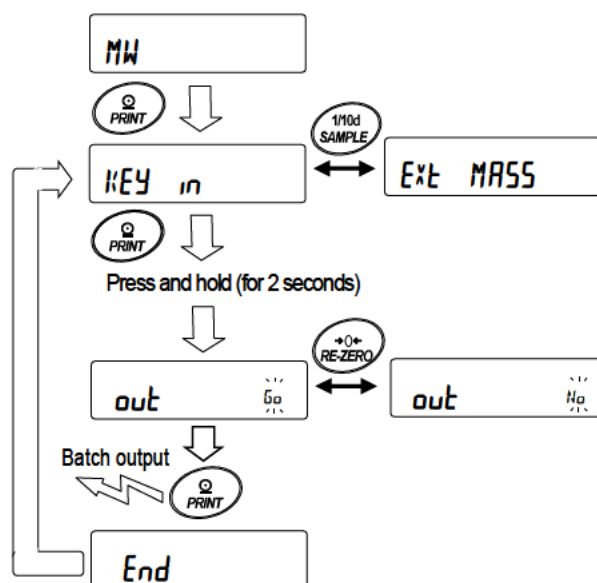 MW
PRINT
1/10d
SAMPLE
KEY in
Ext MASS
PRINT
Press and hold (for 2 seconds)
→0←
RE-ZERO
out Go
out No
Batch output
PRINT
End